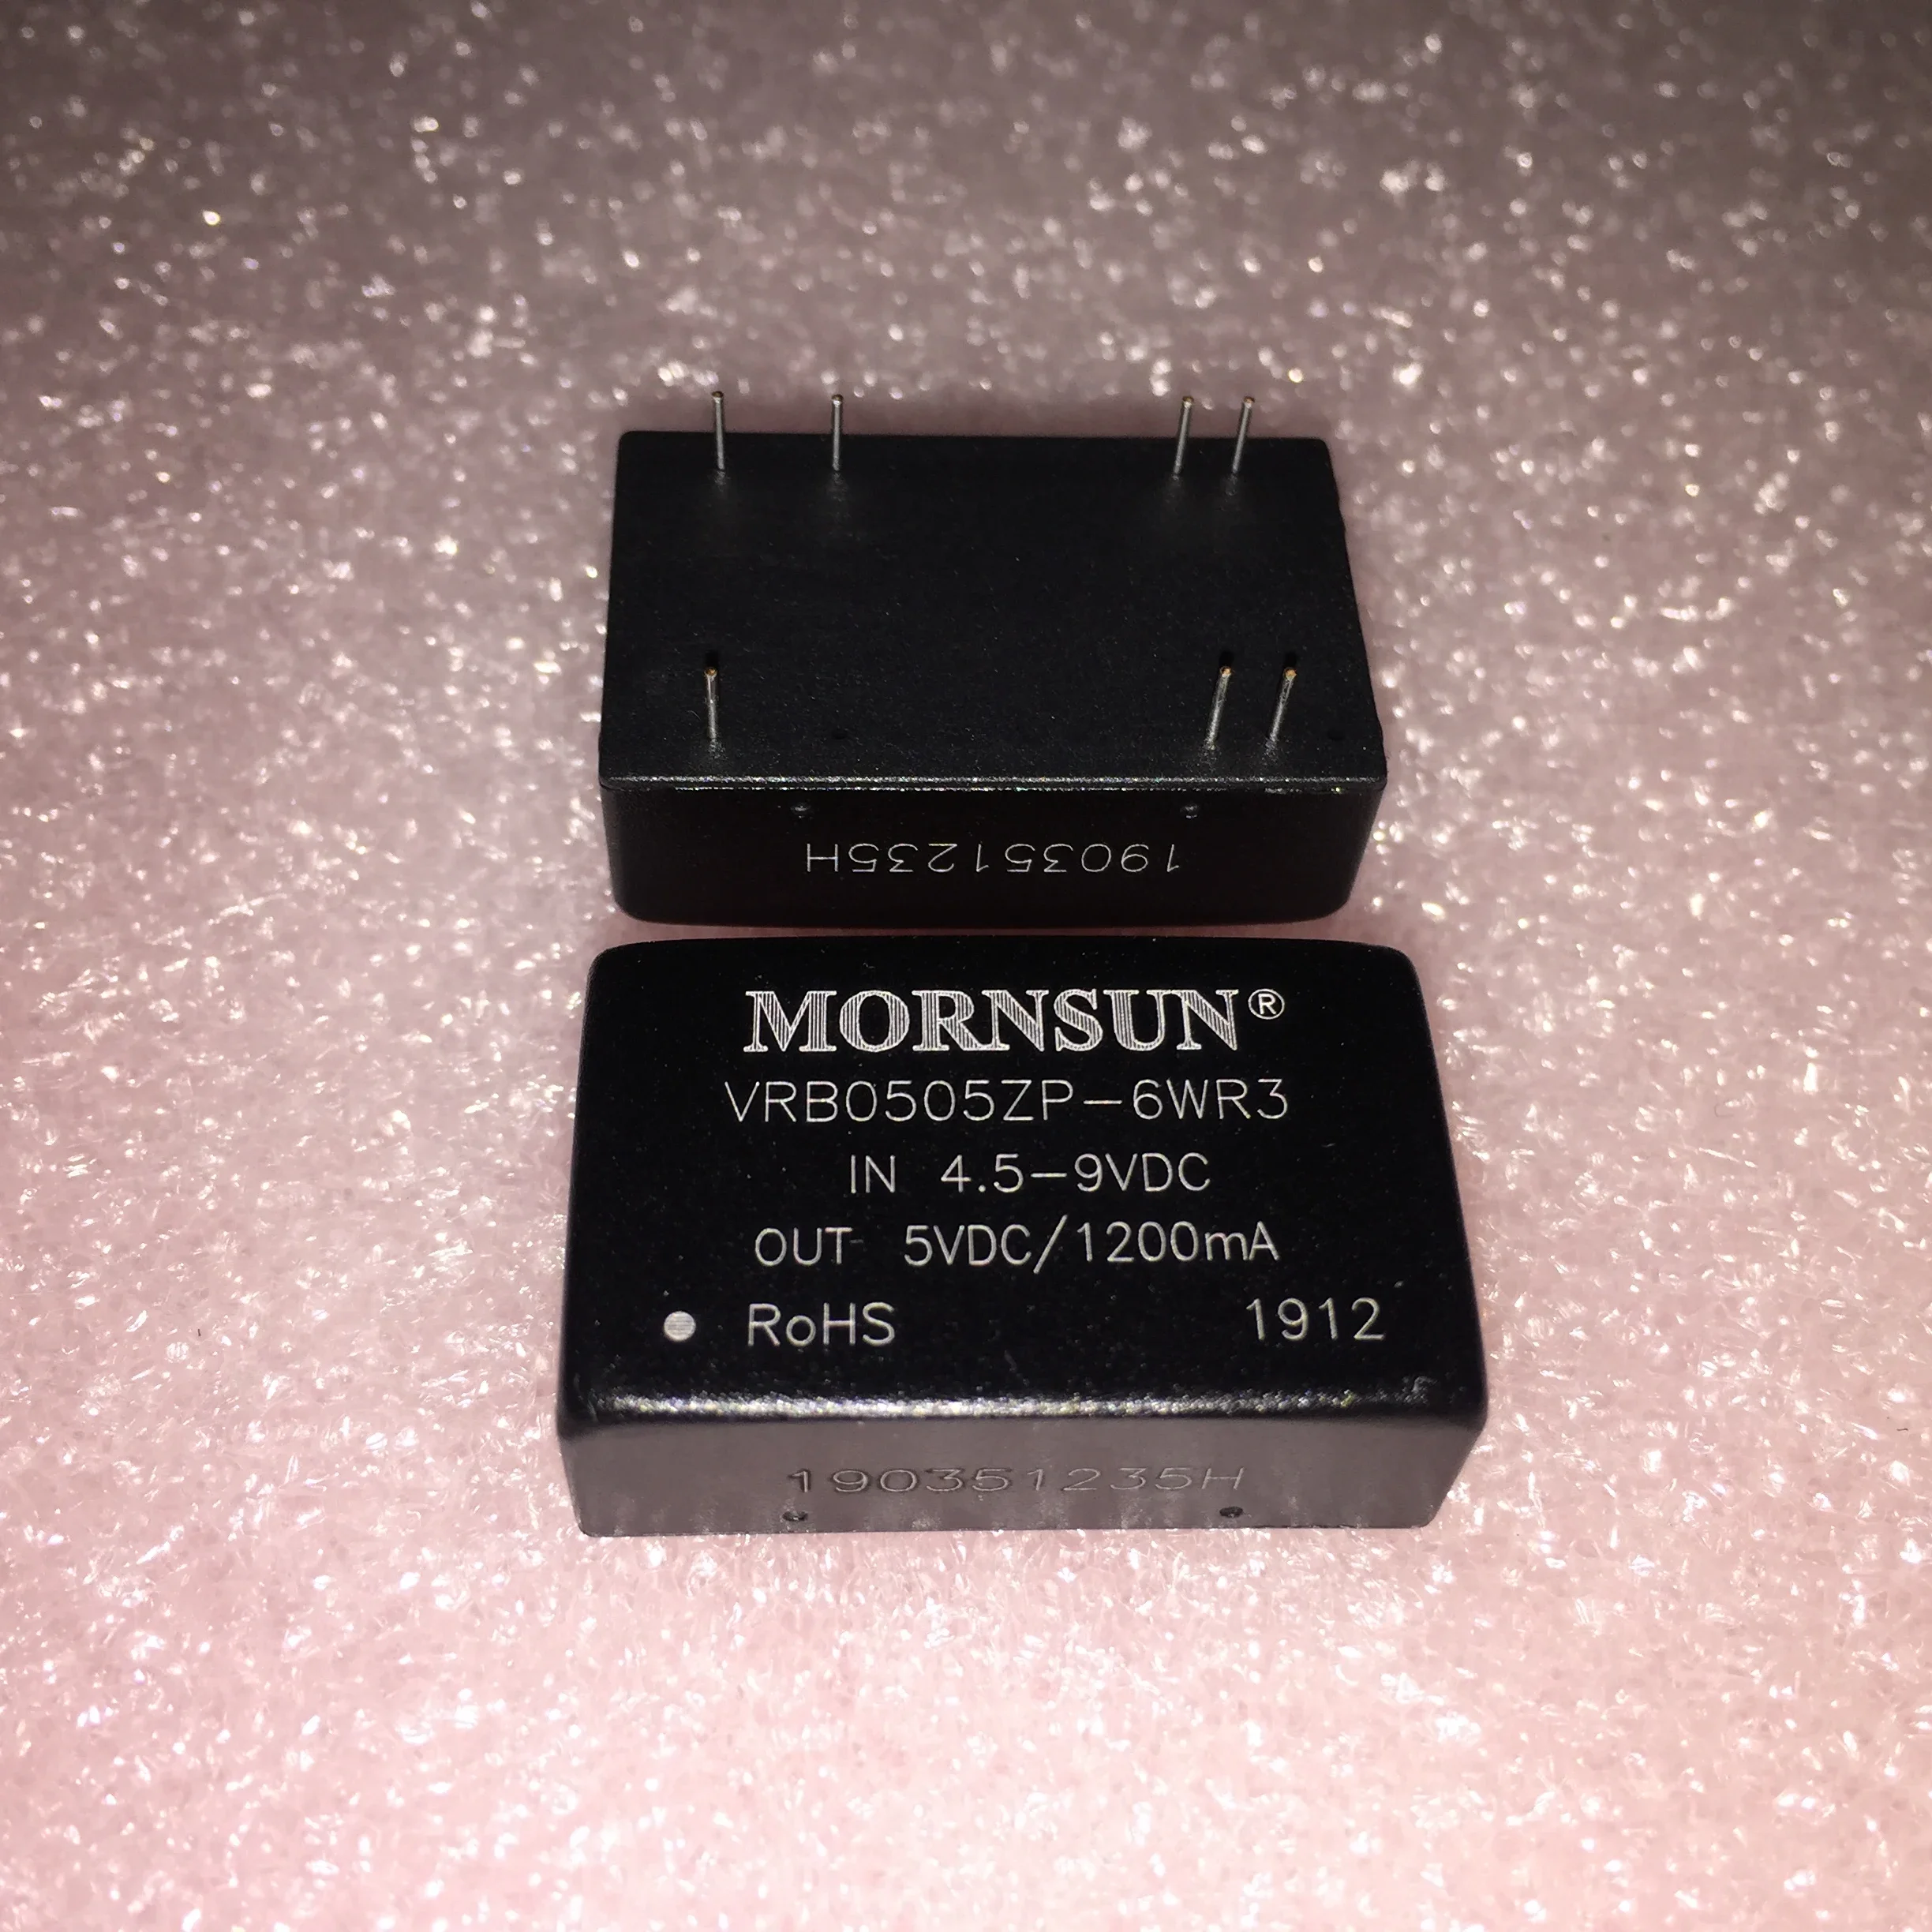 190351235H
MORNSUN®
VRB0505ZP-6WR3
IN 4.5-9VDC
OUT 5VDC/1200mA
RoHS 1912
190351235H